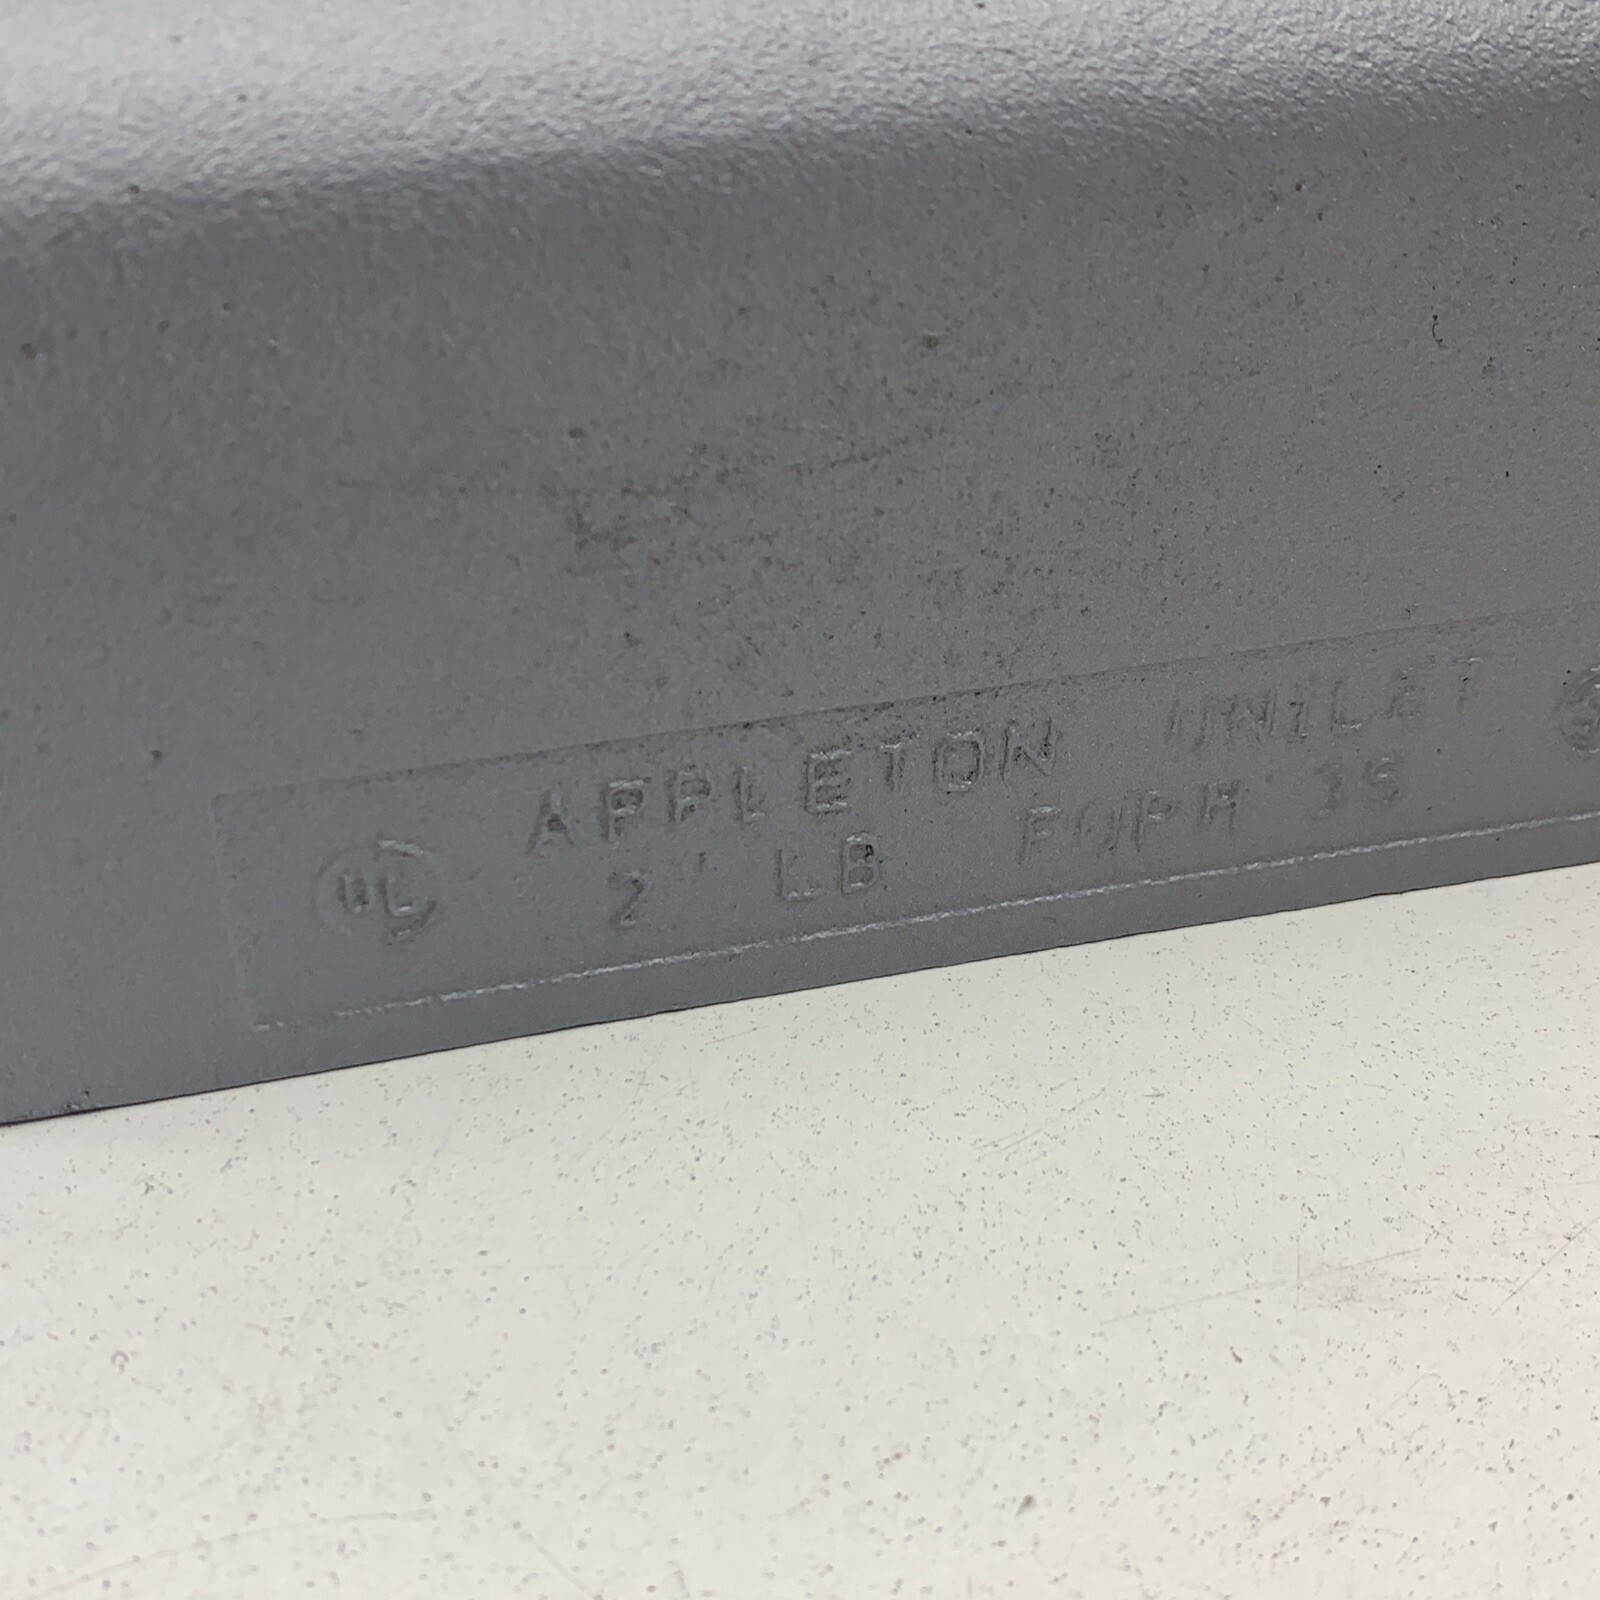 UL APPLETON UNILET
2" LB FORM 35